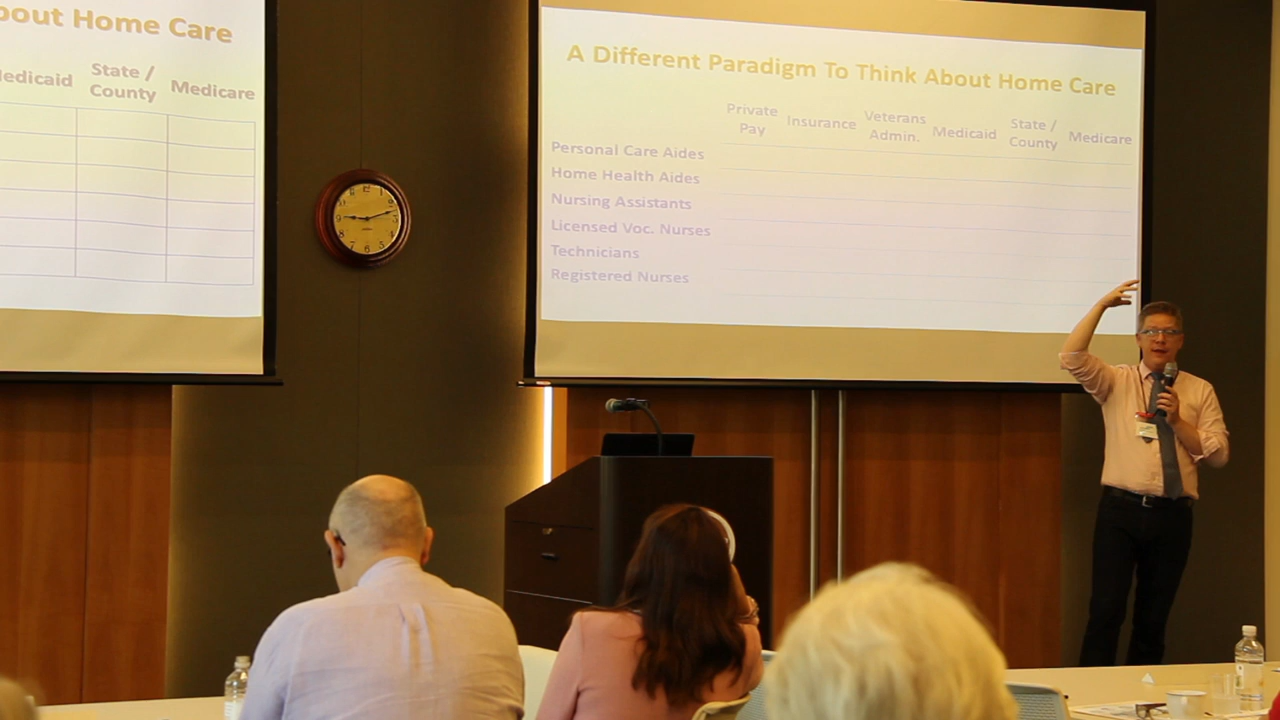 bout Home Care
edicaid State / County Medicare
A Different Paradigm To Think About Home Care
Private Pay Insurance Veterans Admin. Medicaid State / County Medicare
Personal Care Aides
Home Health Aides
Nursing Assistants
Licensed Voc. Nurses
Technicians
Registered Nurses